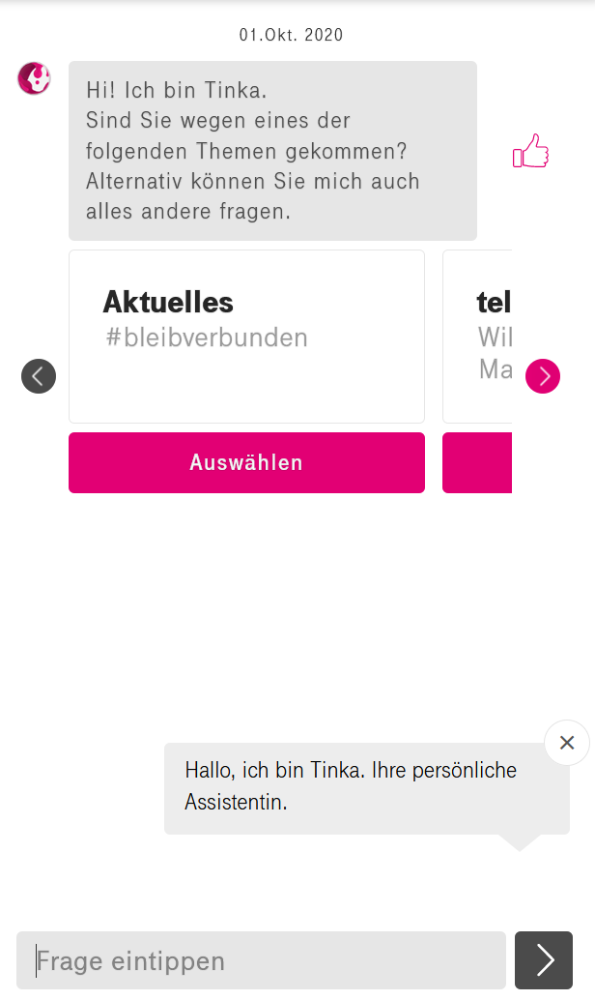 01.Okt. 2020
Hi! Ich bin Tinka.
Sind Sie wegen eines der
folgenden Themen gekommen?
Alternativ können Sie mich auch
alles andere fragen.
Aktuelles
#bleibverbunden
Auswählen
tel
Wil
Ma
Hallo, ich bin Tinka. Ihre persönliche
Assistentin.
Frage eintippen